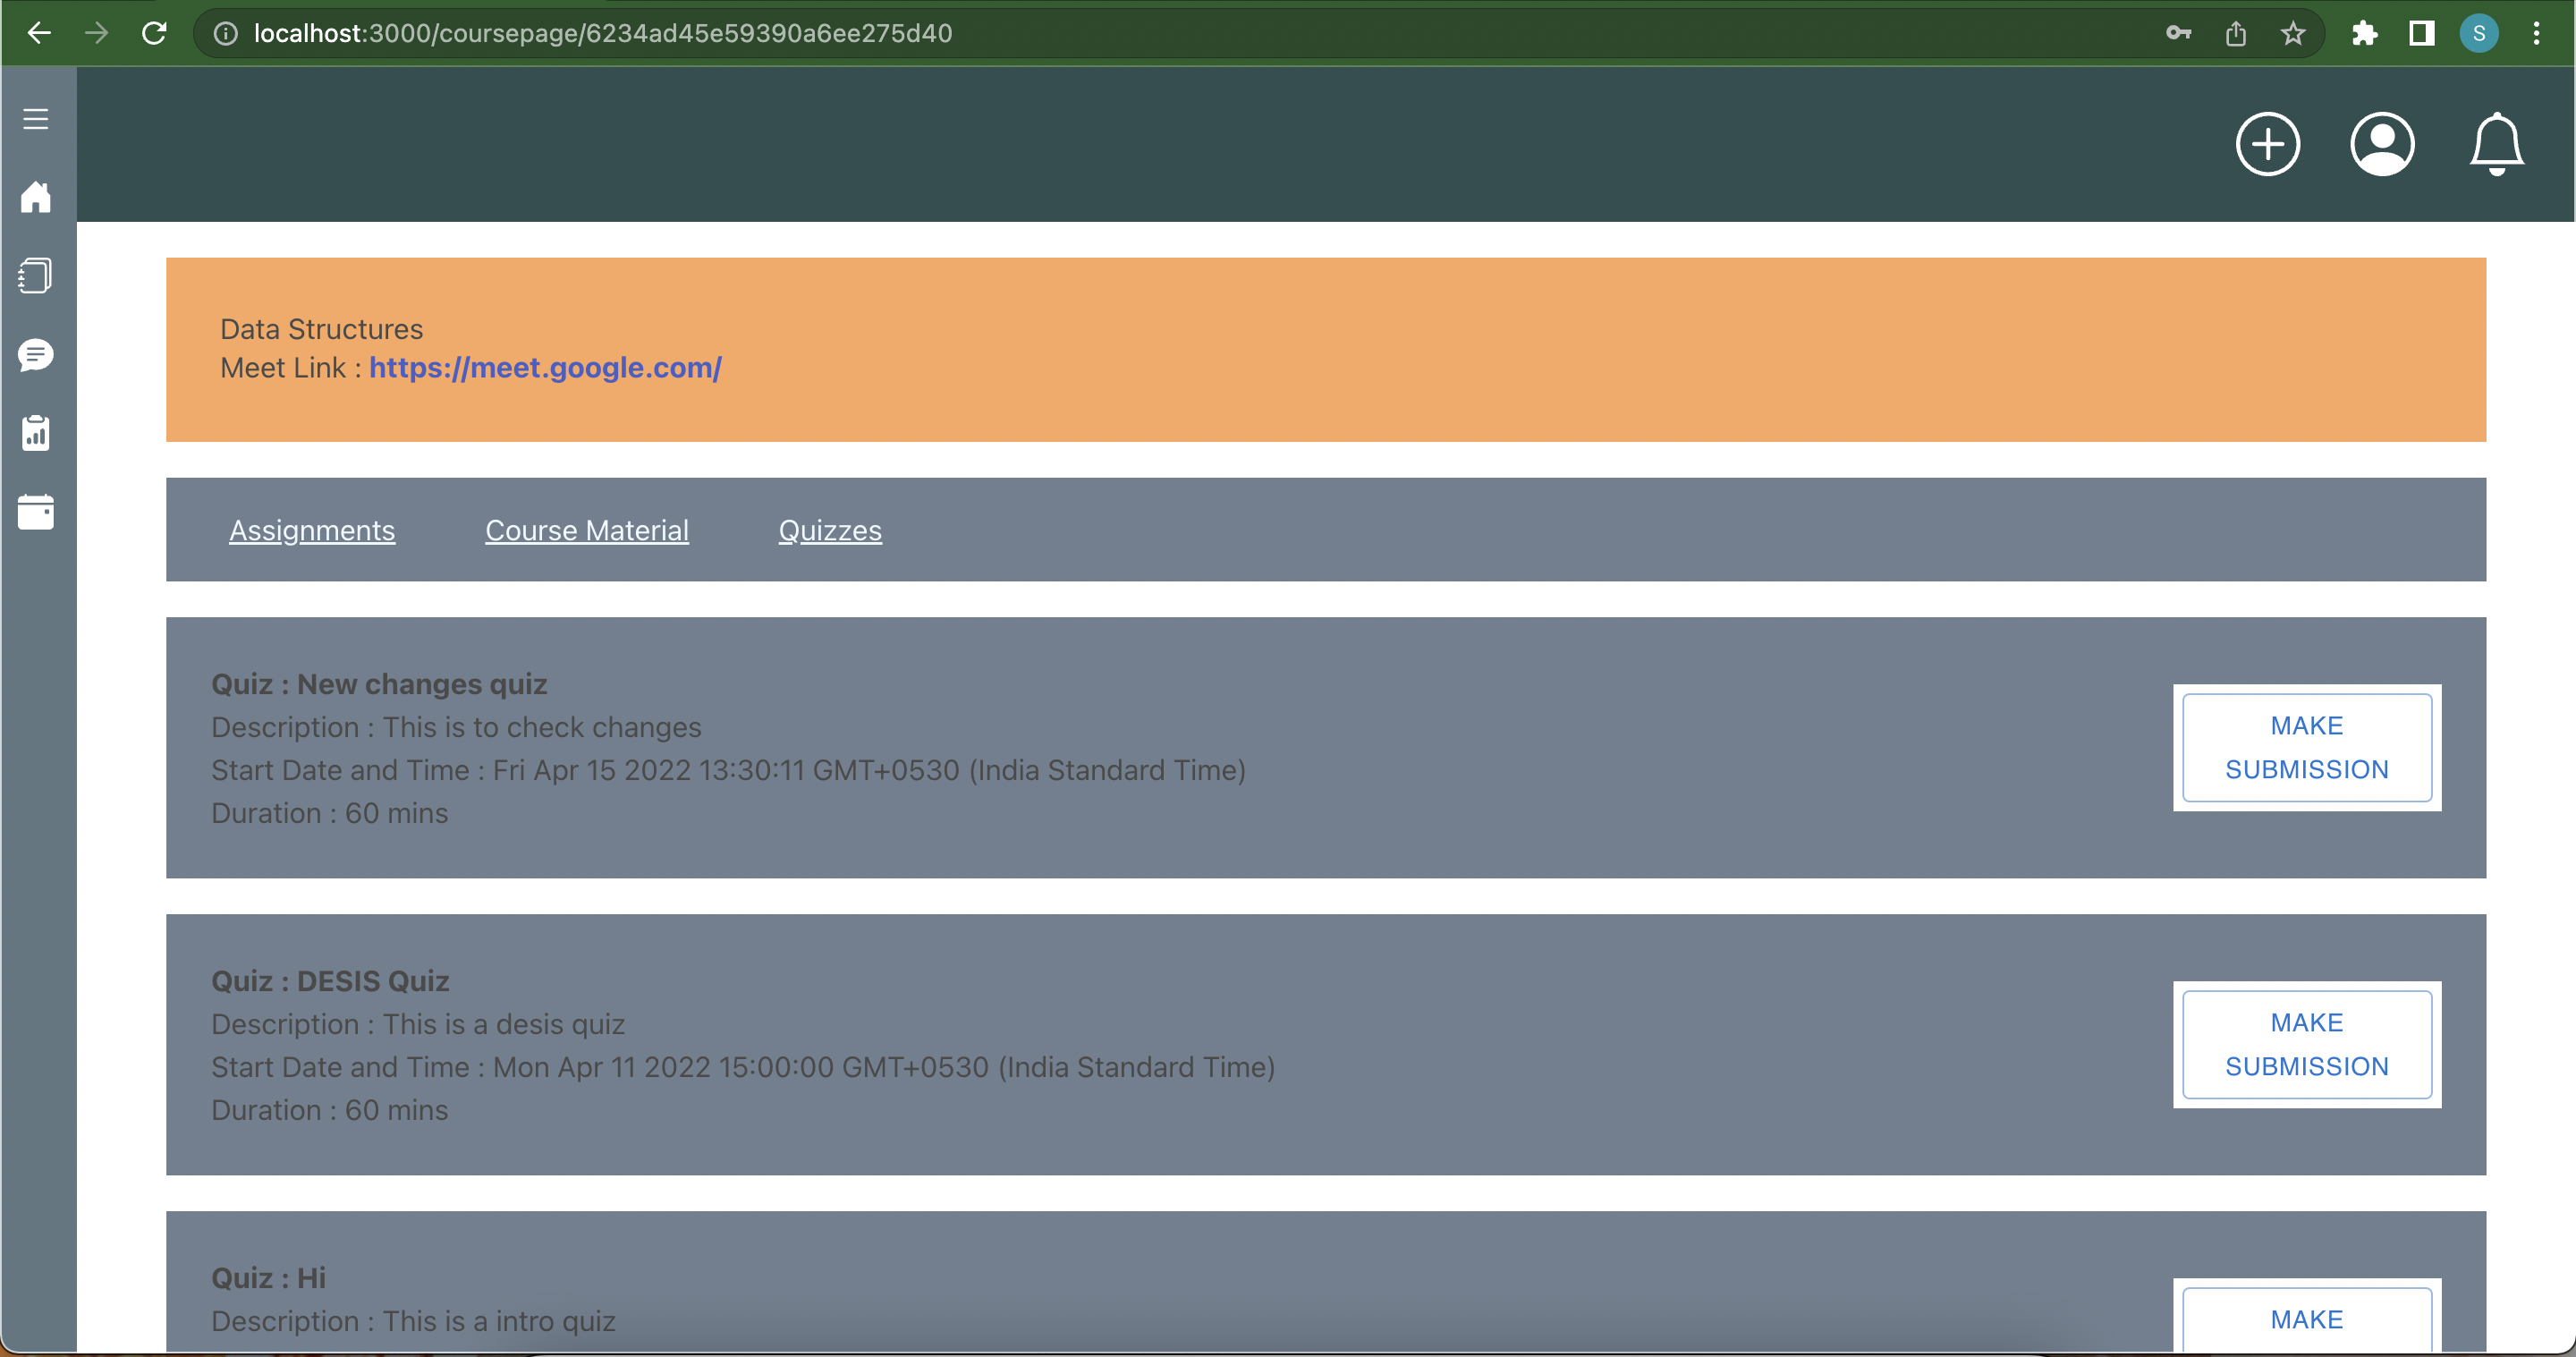 localhost:3000/coursepage/6234ad45e59390a6ee275d40
S
Data Structures
Meet Link : https://meet.google.com/
Assignments Course Material Quizzes
Quiz : New changes quiz
Description : This is to check changes
Start Date and Time : Fri Apr 15 2022 13:30:11 GMT+0530 (India Standard Time)
Duration : 60 mins
MAKE
SUBMISSION
Quiz : DESIS Quiz
Description : This is a desis quiz
Start Date and Time : Mon Apr 11 2022 15:00:00 GMT+0530 (India Standard Time)
Duration : 60 mins
MAKE
SUBMISSION
Quiz : Hi
Description : This is a intro quiz
MAKE